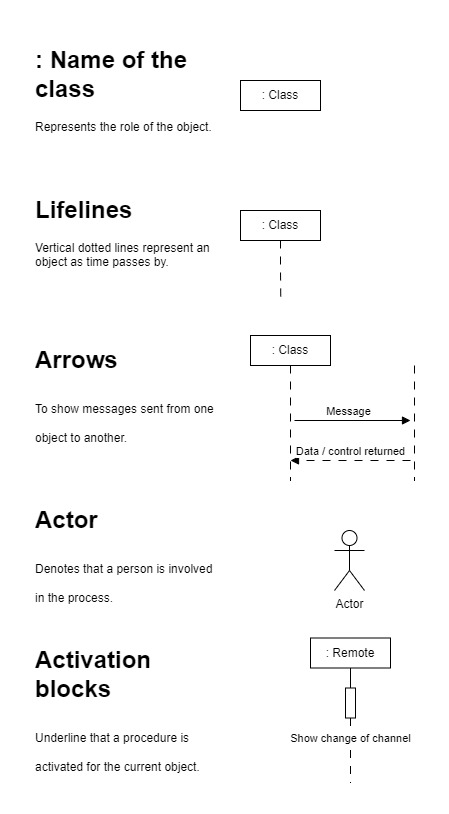 : Name of the
class
: Class
Represents the role of the object.
Lifelines
: Class
Vertical dotted lines represent an
object as time passes by.
Arrows
: Class
To show messages sent from one
object to another.
Message
Data / control returned
Actor
Denotes that a person is involved
in the process.
Actor
Activation
blocks
: Remote
Underline that a procedure is
activated for the current object.
Show change of channel